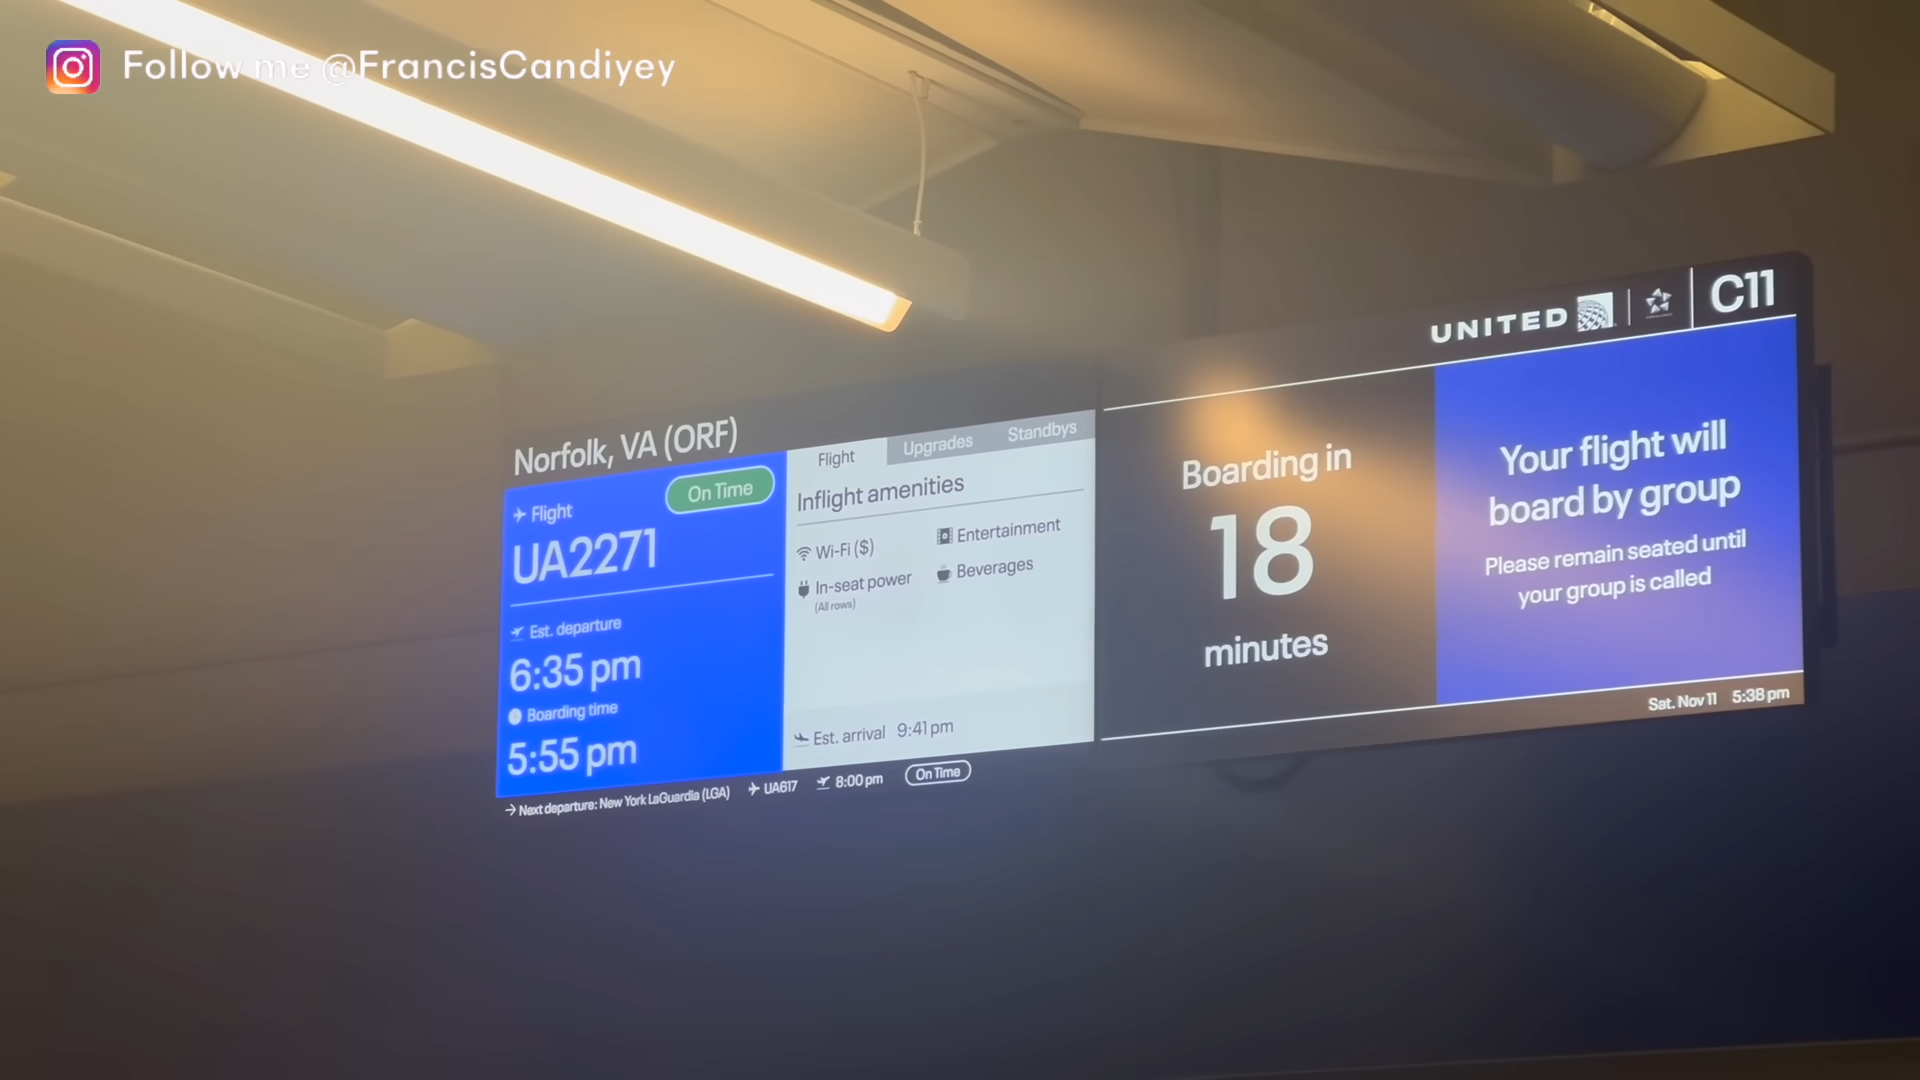 Follow me @FrancisCandiyey
UNITED
C11
Norfolk, VA (ORF)
Flight
On Time
UA2271
Est. departure
6:35 pm
Boarding time
5:55 pm
Flight Upgrades Standbys
Inflight amenities
Wi-Fi ($)
Entertainment
In-seat power
(All rows)
Beverages
Est. arrival 9:41 pm
Boarding in
18
minutes
Your flight will
board by group
Please remain seated until
your group is called
Sat. Nov 11 5:38 pm
→ Next departure: New York LaGuardia (LGA) UA617 8:00 pm On Time